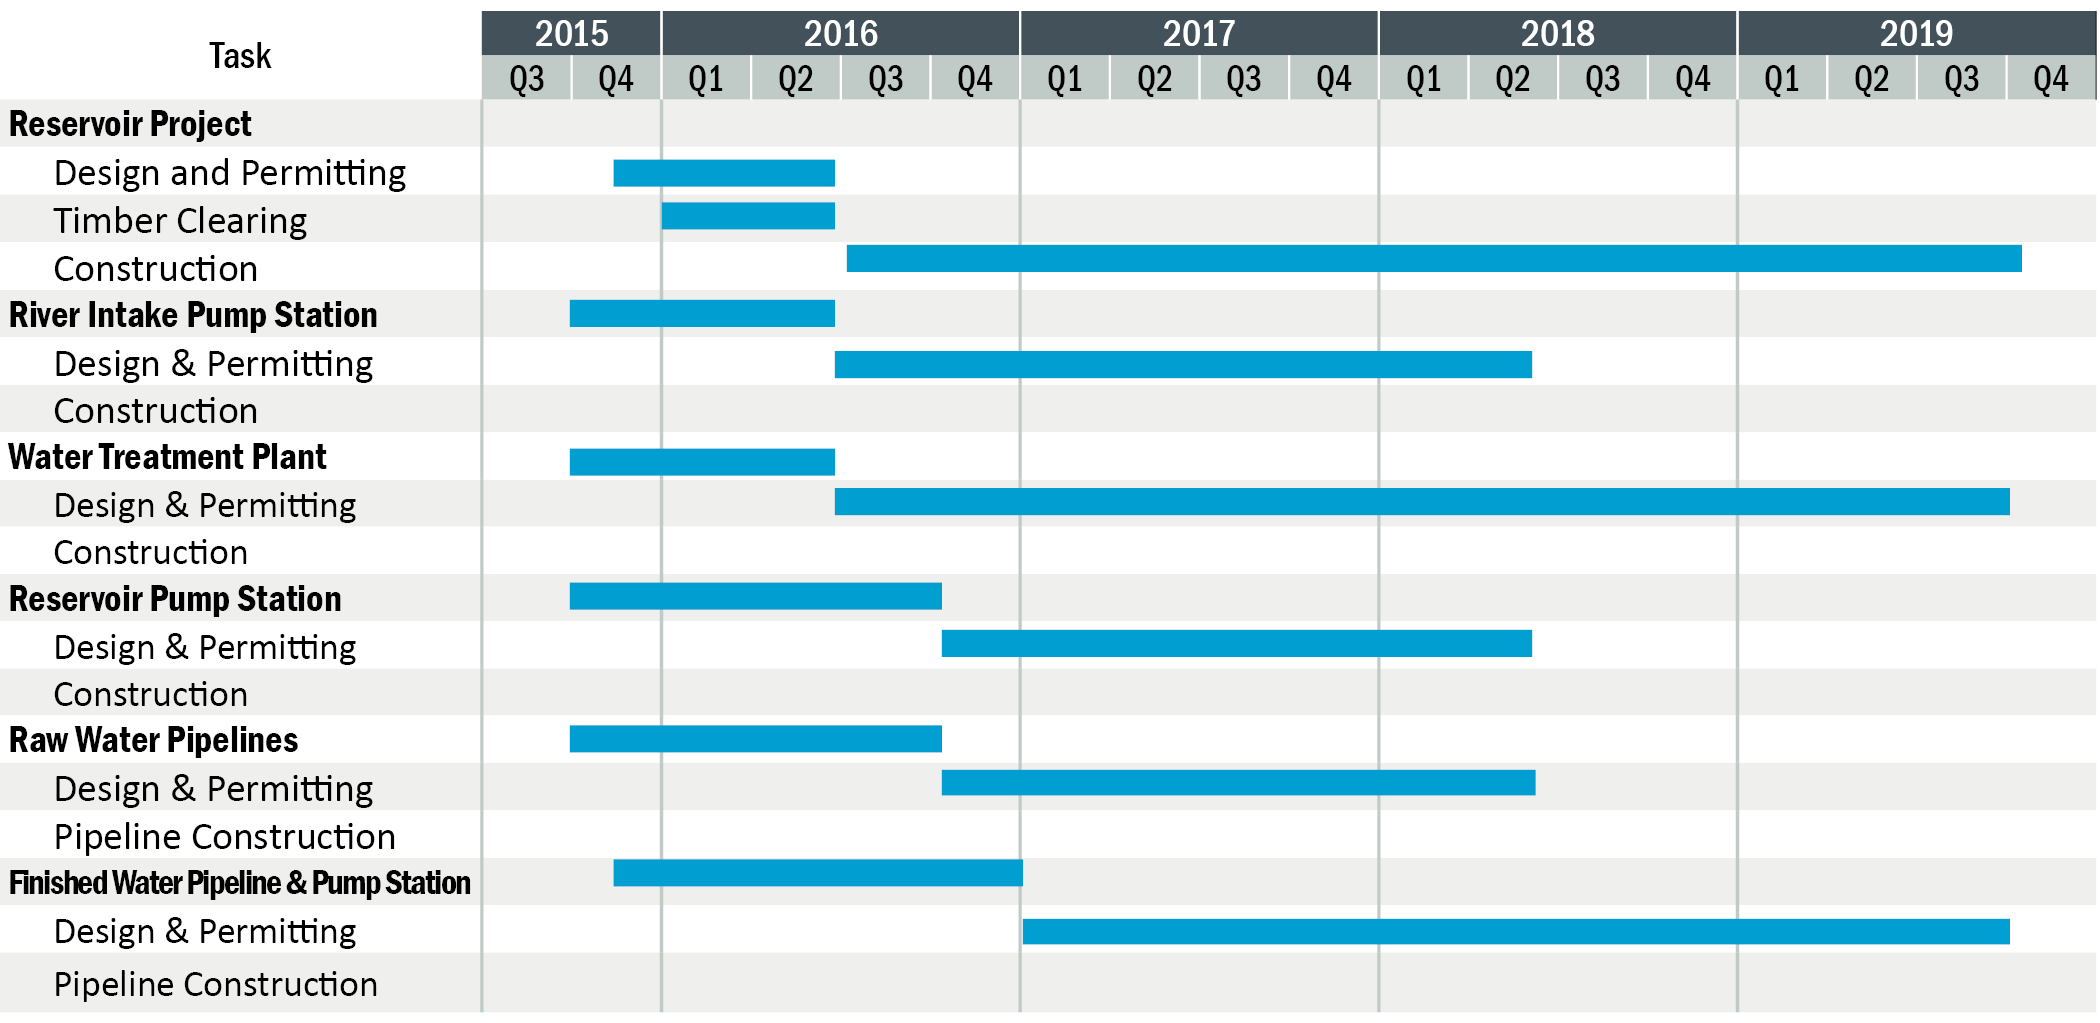 Task
2015 2016 2017 2018 2019
Q3 Q4 Q1 Q2 Q3 Q4 Q1 Q2 Q3 Q4 Q1 Q2 Q3 Q4 Q1 Q2 Q3 Q4
Reservoir Project
Design and Permitting
Timber Clearing
Construction
River Intake Pump Station
Design & Permitting
Construction
Water Treatment Plant
Design & Permitting
Construction
Reservoir Pump Station
Design & Permitting
Construction
Raw Water Pipelines
Design & Permitting
Pipeline Construction
Finished Water Pipeline & Pump Station
Design & Permitting
Pipeline Construction